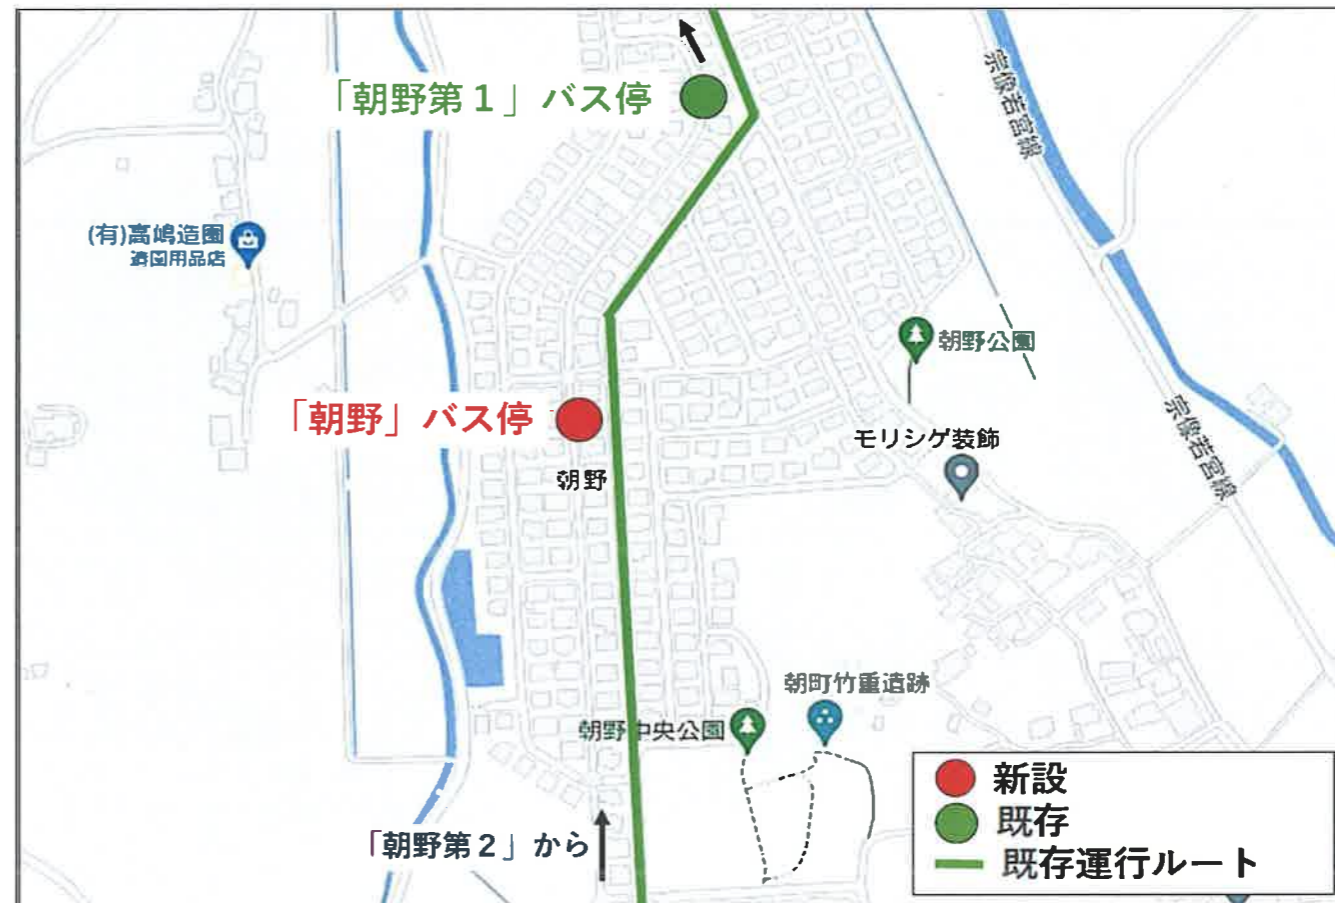 「朝野第1」バス停
宗像若宮線
(有)高嶋造園
造園用品店
朝野公園
「朝野」バス停
宗像若宮線
モリシゲ装飾
朝野
朝町竹重遺跡
朝野中央公園
「朝野第2」から
新設
既存
既存運行ルート